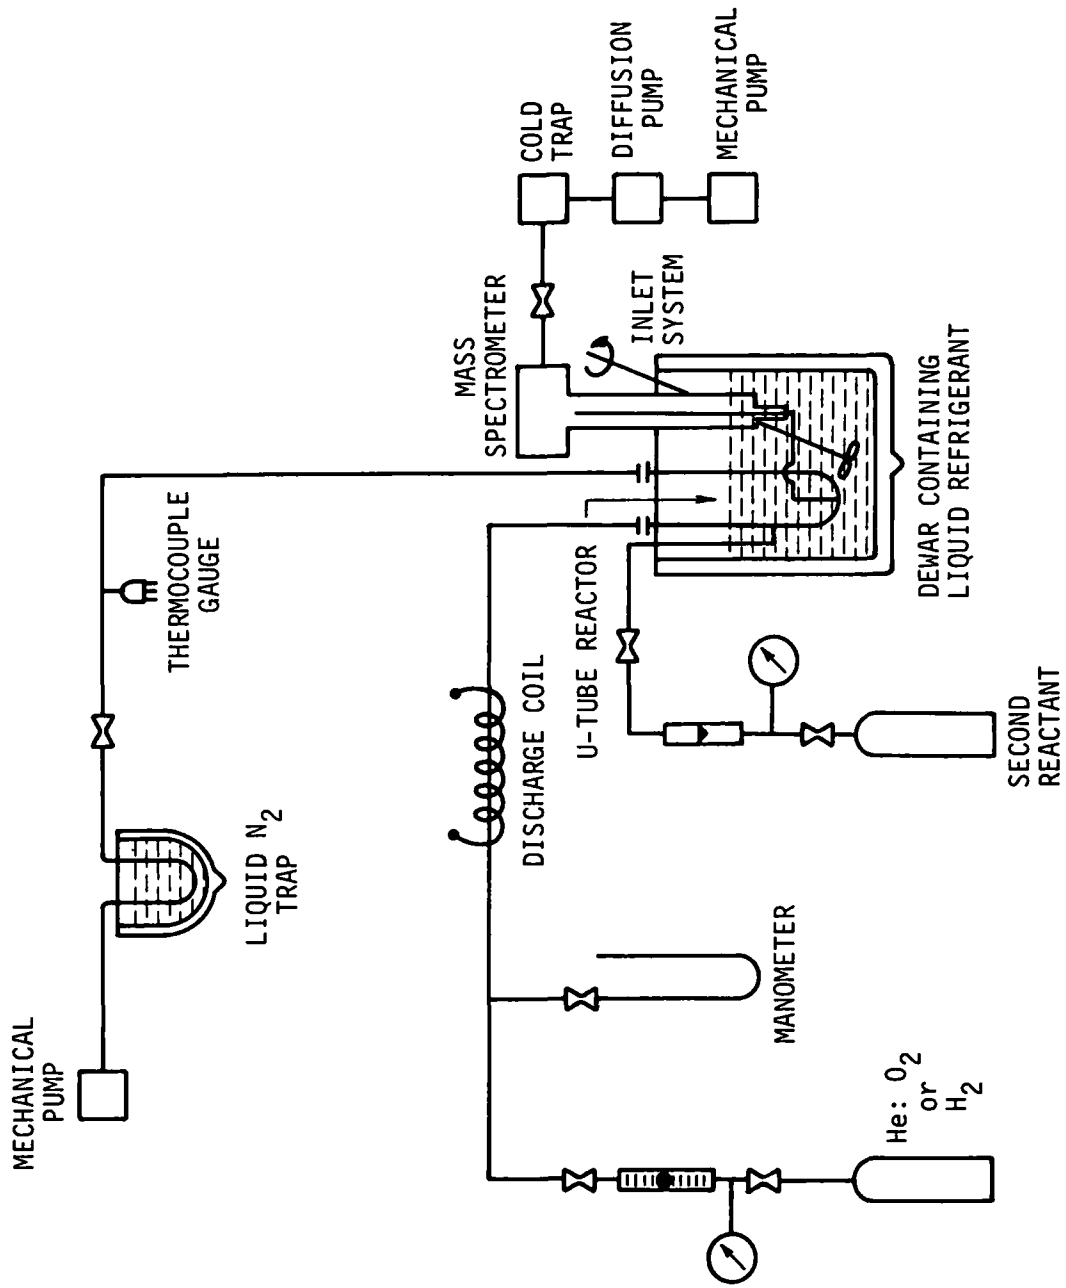 MECHANICAL
PUMP
LIQUID N2
TRAP
THERMOCOUPLE
GAUGE
MASS
SPECTROMETER
COLD
TRAP
DIFFUSION
PUMP
MECHANICAL
PUMP
INLET
SYSTEM
DISCHARGE COIL
U-TUBE REACTOR
MANOMETER
He: O2
or
H2
SECOND
REACTANT
DEWAR CONTAINING
LIQUID REFRIGERANT